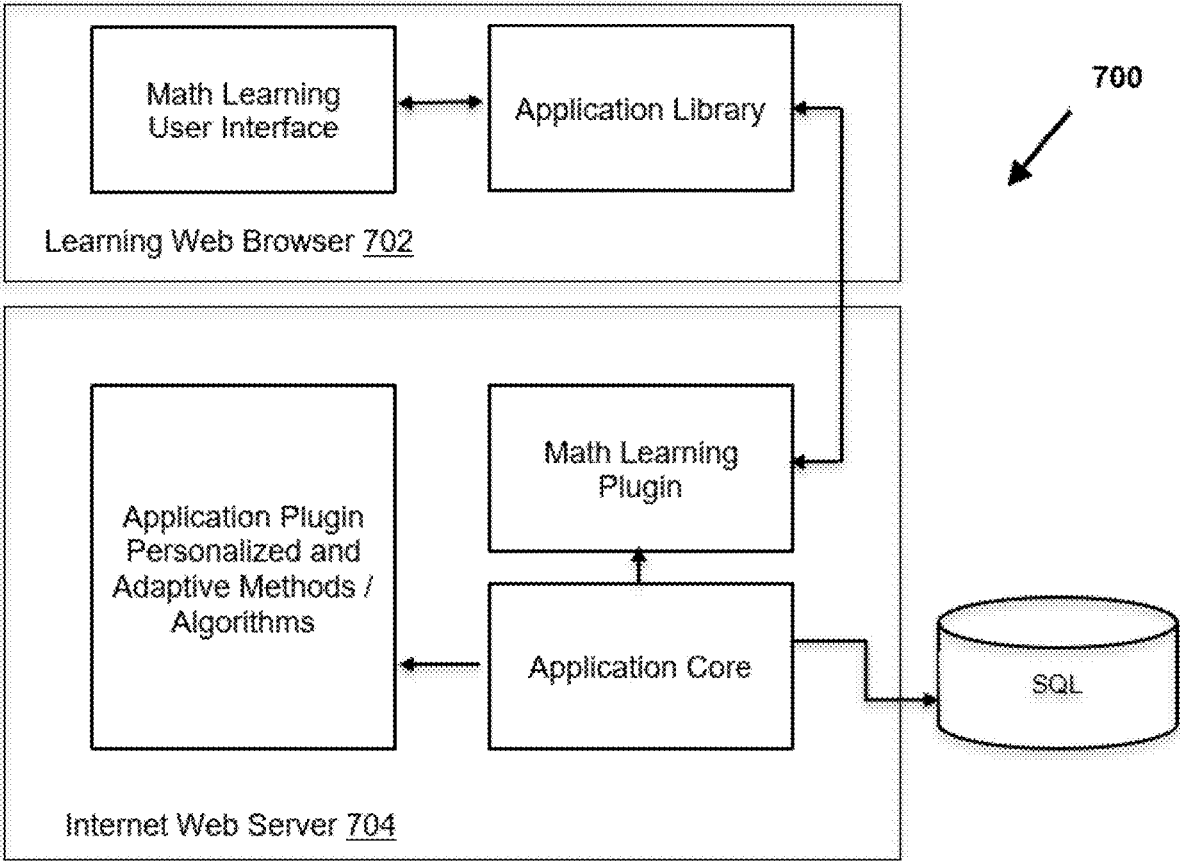 Math Learning
User Interface
Application Library
700
Learning Web Browser 702
Application Plugin
Personalized and
Adaptive Methods /
Algorithms
Math Learning
Plugin
Application Core
SQL
Internet Web Server 704